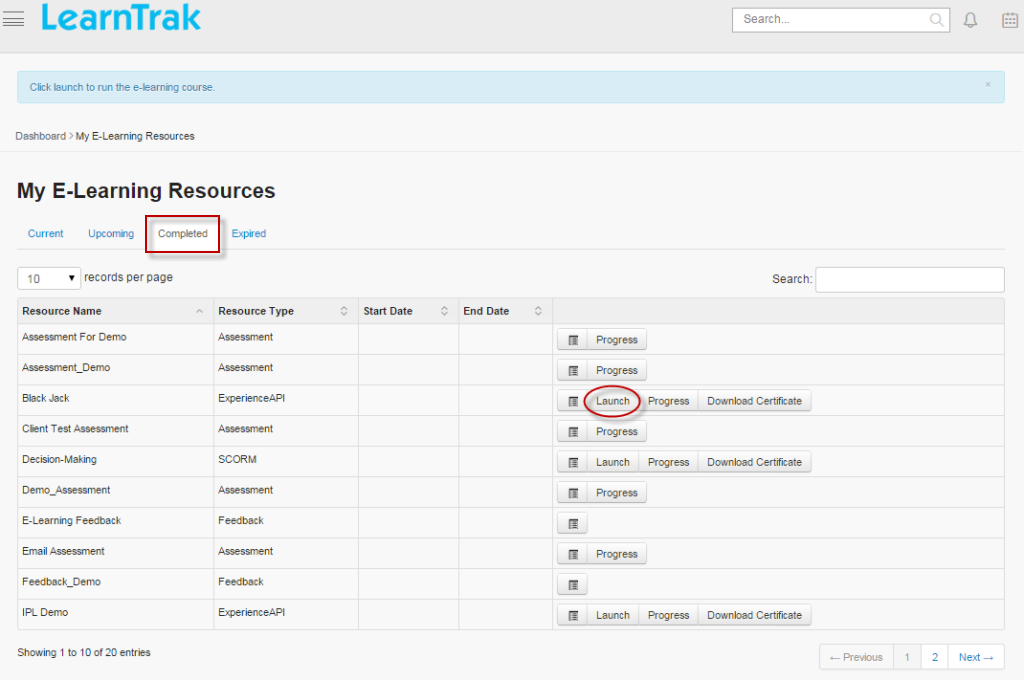 LearnTrak
Search...
Click launch to run the e-learning course. ×
Dashboard > My E-Learning Resources
My E-Learning Resources
Current Upcoming Completed Expired
10 records per page Search:
Resource Name Resource Type Start Date End Date
Assessment For Demo Assessment Progress
Assessment_Demo Assessment Progress
Black Jack ExperienceAPI Launch Progress Download Certificate
Client Test Assessment Assessment Progress
Decision-Making SCORM Launch Progress Download Certificate
Demo_Assessment Assessment Progress
E-Learning Feedback Feedback
Email Assessment Assessment Progress
Feedback_Demo Feedback
IPL Demo ExperienceAPI Launch Progress Download Certificate
Showing 1 to 10 of 20 entries ← Previous 1 2 Next →